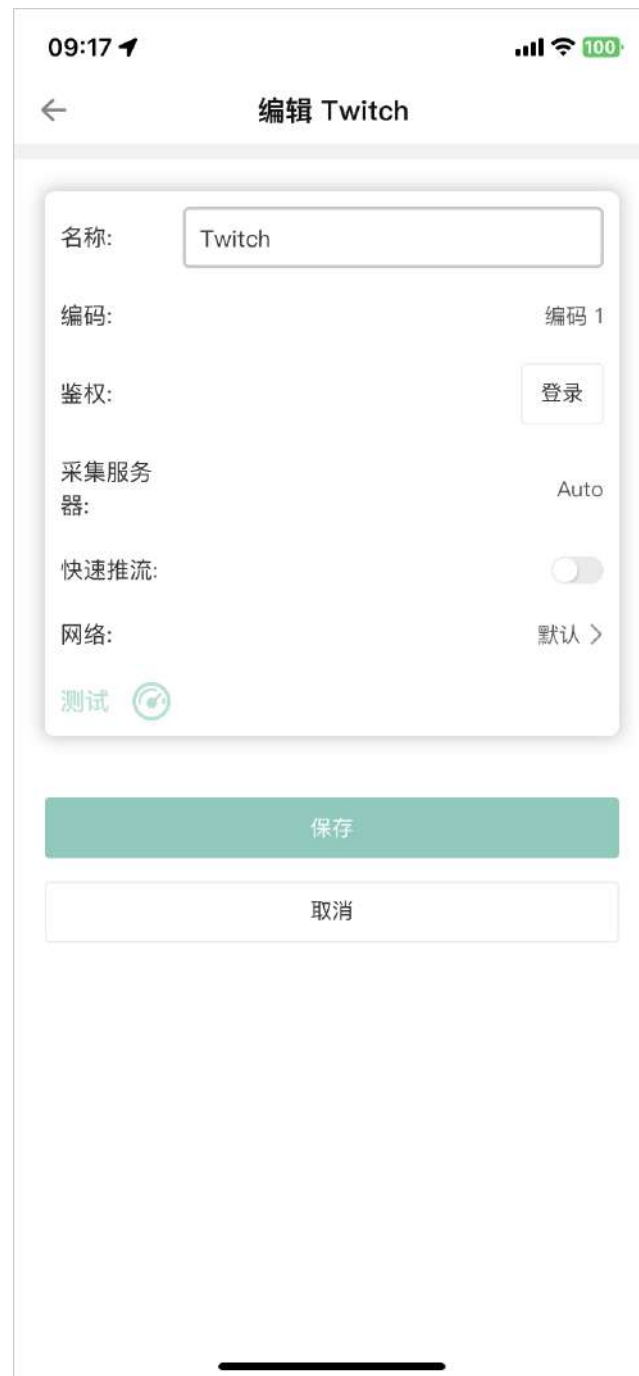 09:17
100
编辑 Twitch
名称:
Twitch
编码:
编码 1
鉴权:
登录
采集服务
器:
Auto
快速推流:
网络:
默认
测试
保存
取消